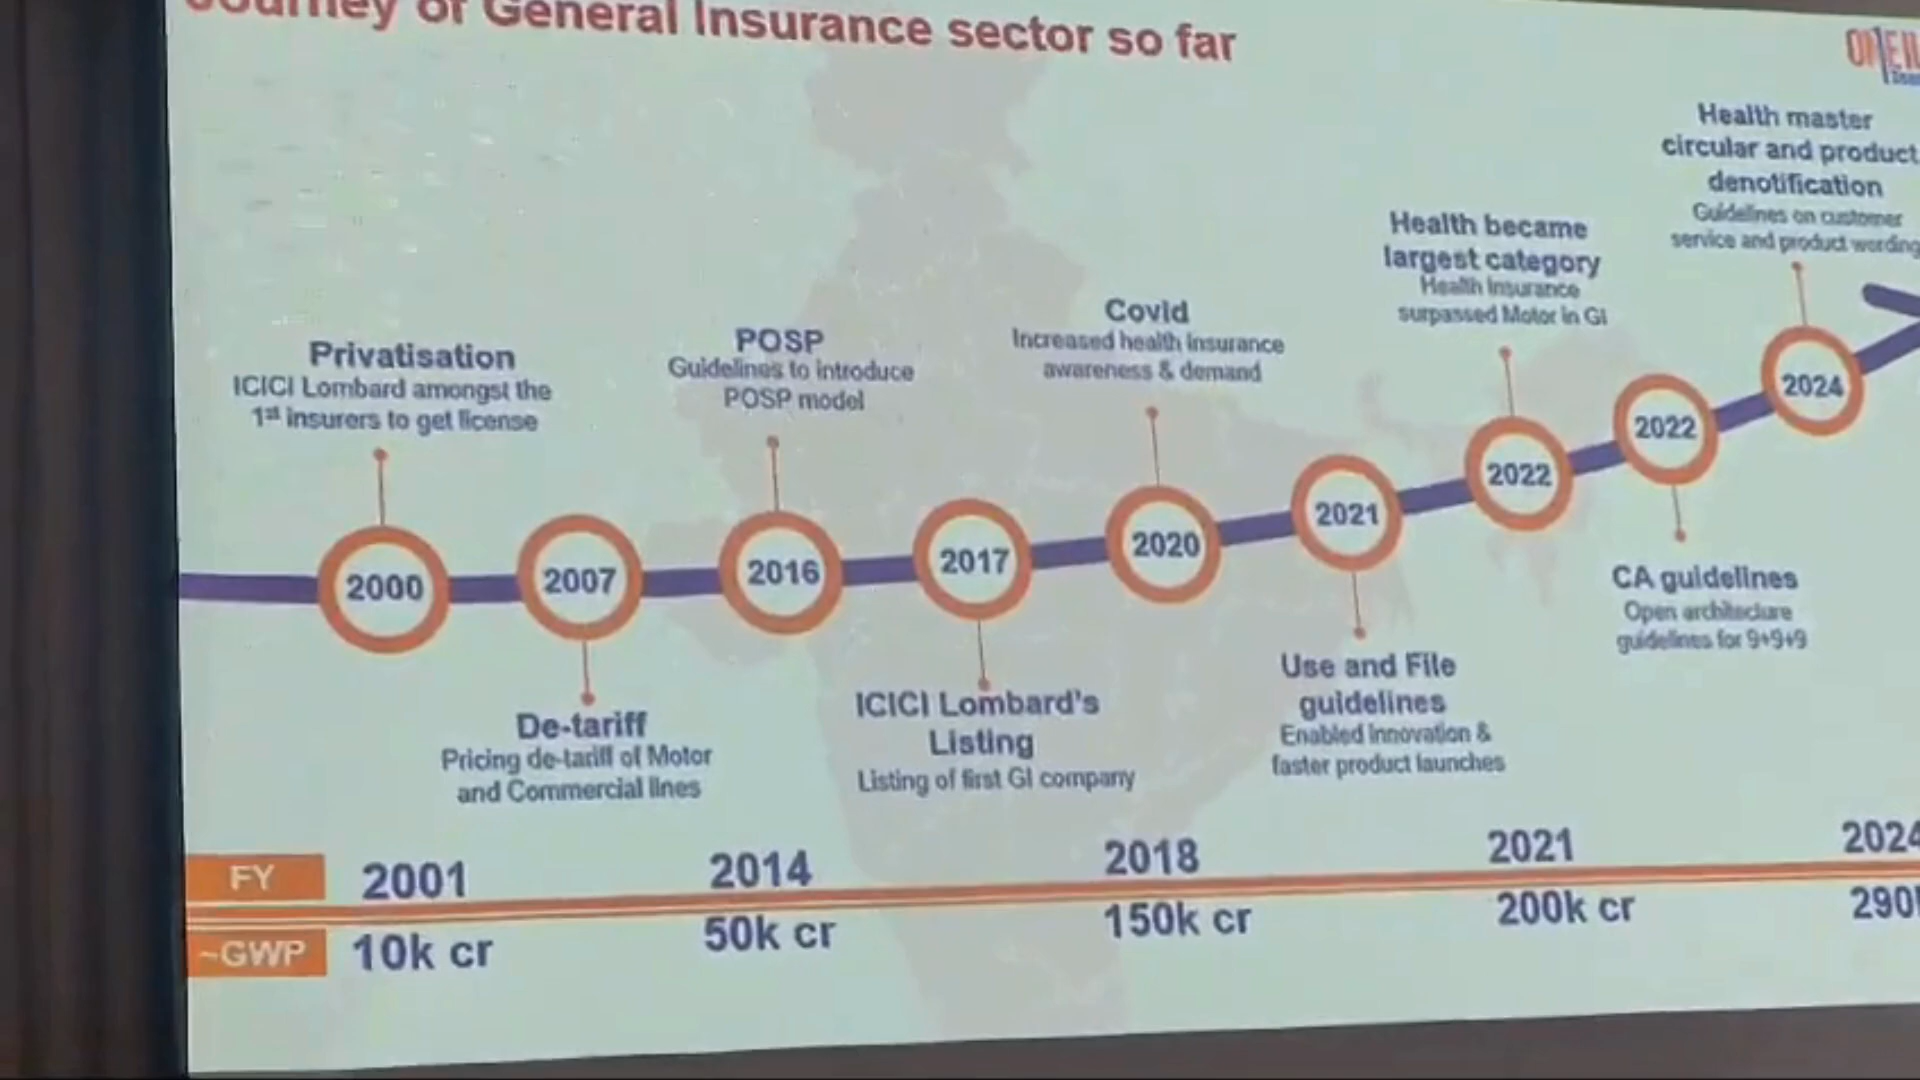 of General Insurance sector so far
Health master
circular and product
denotification
Guidelines on customer
service and product wording
Health became
largest category
Health Insurance
surpassed Motor in GI
Covid
Increased health insurance
awareness & demand
POSP
Guidelines to introduce
POSP model
Privatisation
ICICI Lombard amongst the
1st insurers to get license
2000
2007
2016
2017
2020
2021
2022
2022
2024
De-tariff
Pricing de-tariff of Motor
and Commercial lines
ICICI Lombard's
Listing
Listing of first GI company
Use and File
guidelines
Enabled Innovation &
faster product launches
CA guidelines
Open architecture
guidelines for 9+9+9
FY 2001 2014 2018 2021 2024
~GWP 10k cr 50k cr 150k cr 200k cr 290